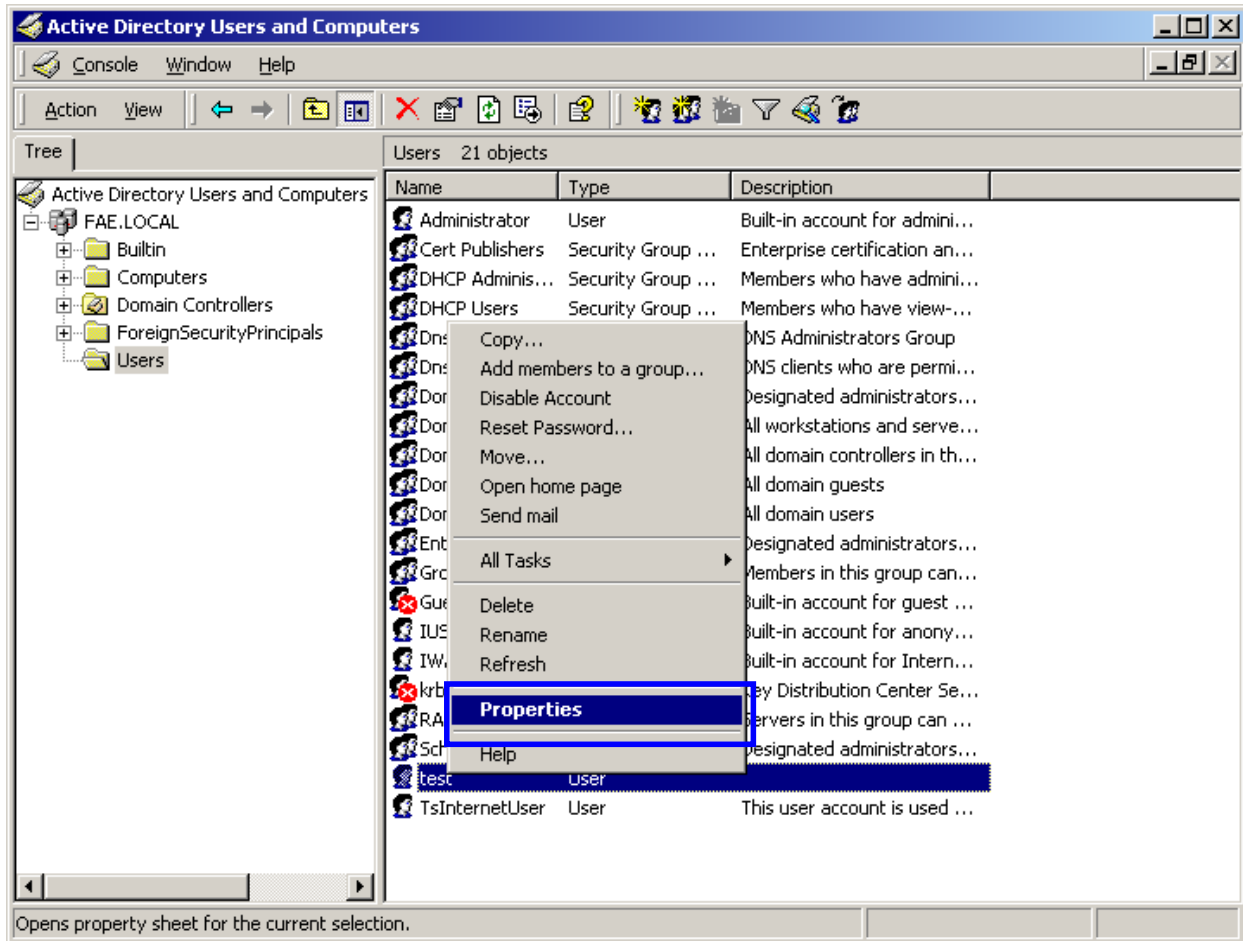 Active Directory Users and Computers
Console Window Help
Action View
Tree
Users 21 objects
Active Directory Users and Computers
FAE.LOCAL
Builtin
Computers
Domain Controllers
ForeignSecurityPrincipals
Users
Name Type Description
Administrator User Built-in account for admini...
Cert Publishers Security Group ... Enterprise certification an...
DHCP Adminis... Security Group ... Members who have admini...
DHCP Users Security Group ... Members who have view-...
DNS Administrators Group
DNS clients who are permi...
Designated administrators...
All workstations and serve...
All domain controllers in th...
All domain guests
All domain users
Designated administrators...
Members in this group can...
Built-in account for guest ...
Built-in account for anony...
Built-in account for Intern...
Key Distribution Center Se...
Servers in this group can ...
Designated administrators...
test User
TsInternetUser User This user account is used ...
Copy...
Add members to a group...
Disable Account
Reset Password...
Move...
Open home page
Send mail
All Tasks
Delete
Rename
Refresh
Properties
Help
Opens property sheet for the current selection.